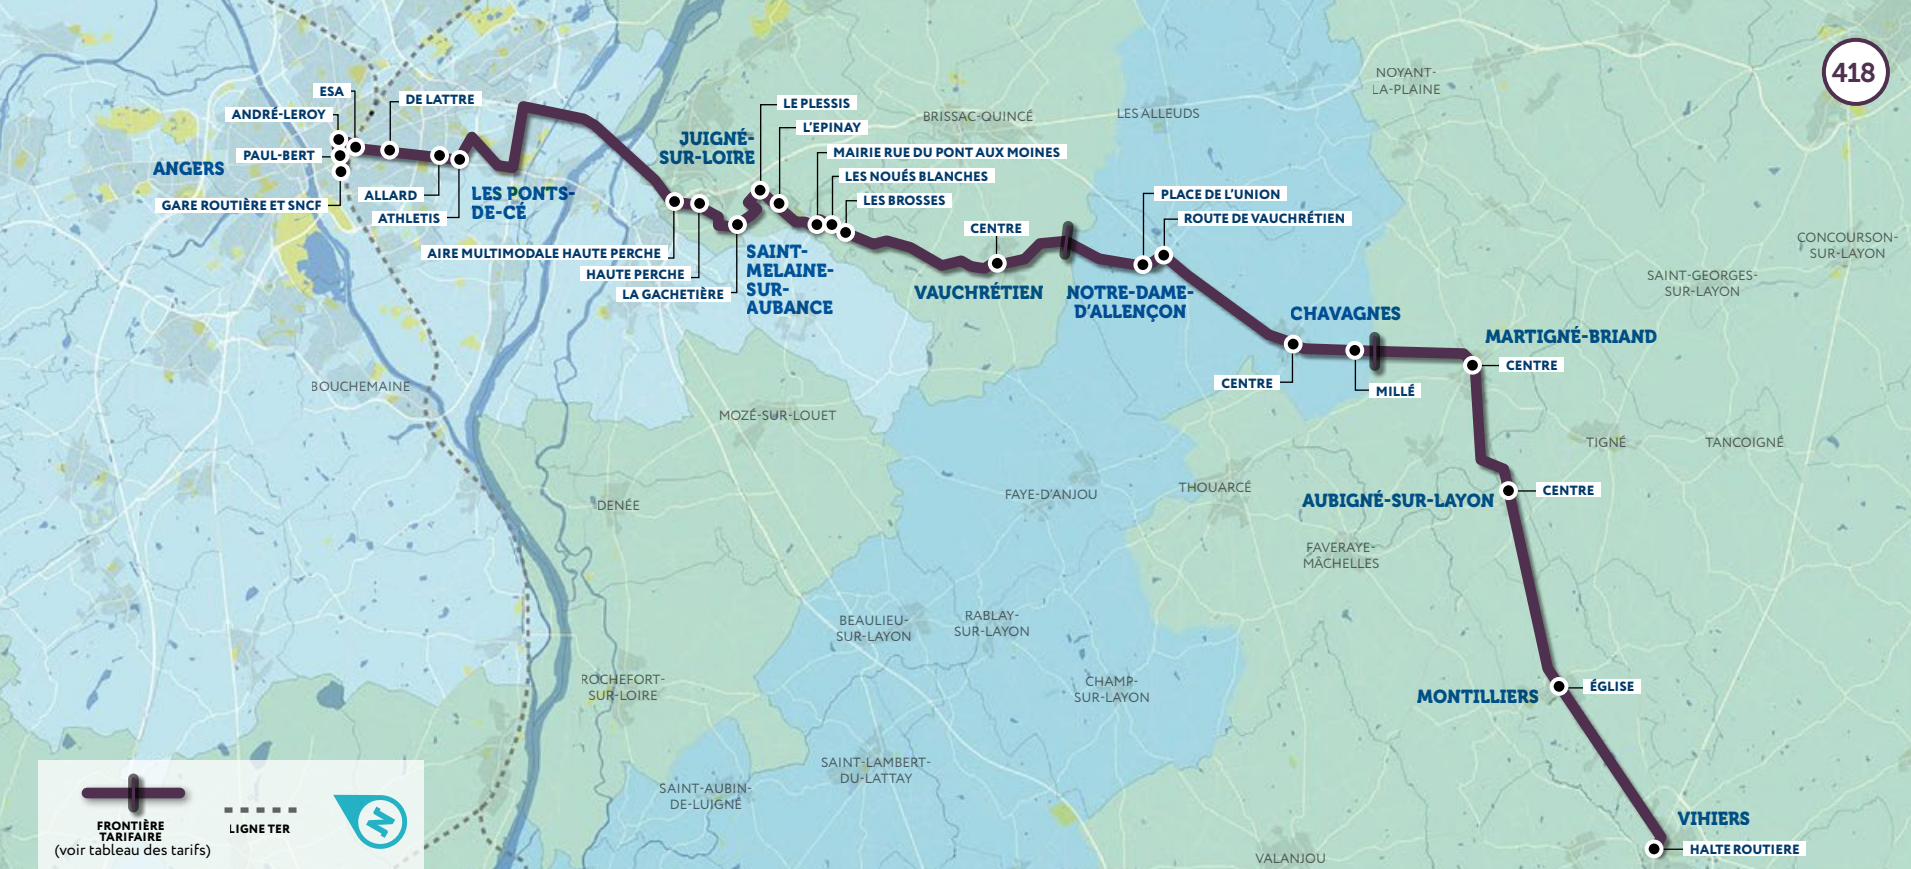 418
NOYANT-
LA-PLAINE
ESA
DE LATTRE
ANDRÉ-LEROY
LE PLESSIS
BRISSAC-QUINCÉ
LES ALLEUDS
L'EPINAY
JUIGNÉ-
SUR-LOIRE
PAUL-BERT
ANGERS
MAIRIE RUE DU PONT AUX MOINES
LES NOUÉS BLANCHES
LES BROSSES
ALLARD
LES PONTS-
DE-CÉ
GARE ROUTIÈRE ET SNCF
ATHLETIS
PLACE DE L'UNION
ROUTE DE VAUCHRÉTIEN
CENTRE
AIRE MULTIMODALE HAUTE PERCHE
HAUTE PERCHE
LA GACHETIÈRE
SAINT-
MELAINE-
SUR-
AUBANCE
CONCOURSON-
SUR-LAYON
SAINT-GEORGES-
SUR-LAYON
VAUCHRÉTIEN
NOTRE-DAME-
D'ALLENÇON
CHAVAGNES
MARTIGNÉ-BRIAND
CENTRE
CENTRE
MILLÉ
BOUCHEMAINE
MOZÉ-SUR-LOUET
TIGNÉ
TANCOIGNÉ
DENÉE
FAYE-D'ANJOU
THOUARCÉ
AUBIGNÉ-SUR-LAYON
CENTRE
FAVERAYE-
MÂCHELLES
BEAULIEU-
SUR-LAYON
RABLAY-
SUR-LAYON
ROCHEFORT-
SUR-LOIRE
CHAMP-
SUR-LAYON
MONTILLIERS
ÉGLISE
SAINT-LAMBERT-
DU-LATTAY
SAINT-AUBIN-
DE-LUIGNÉ
VIHIERS
HALTE ROUTIERE
VALANJOU
FRONTIÈRE
TARIFAIRE
(voir tableau des tarifs)
LIGNE TER
N